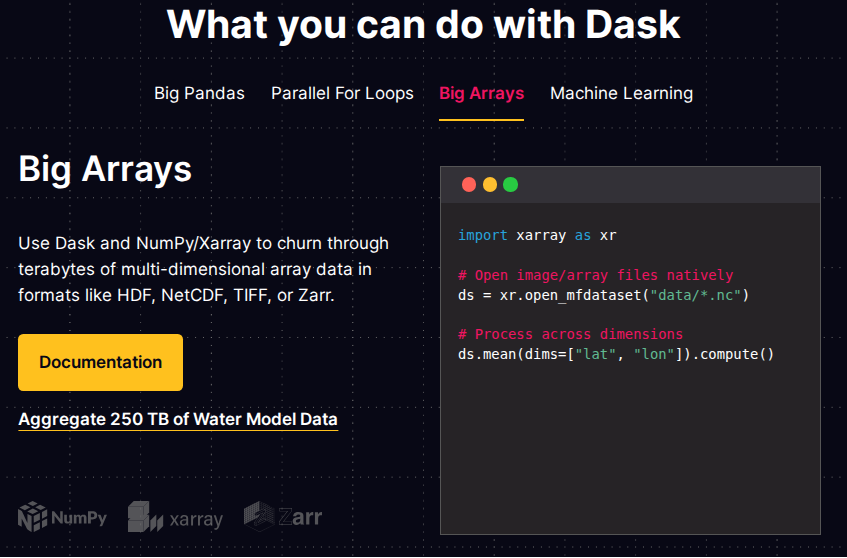 What you can do with Dask
Big Pandas Parallel For Loops Big Arrays Machine Learning
Big Arrays
Use Dask and NumPy/Xarray to churn through
terabytes of multi-dimensional array data in
formats like HDF, NetCDF, TIFF, or Zarr.
Documentation
Aggregate 250 TB of Water Model Data
NumPy xarray Zarr
import xarray as xr
# Open image/array files natively
ds = xr.open_mfdataset("data/*.nc")
# Process across dimensions
ds.mean(dims=["lat", "lon"]).compute()